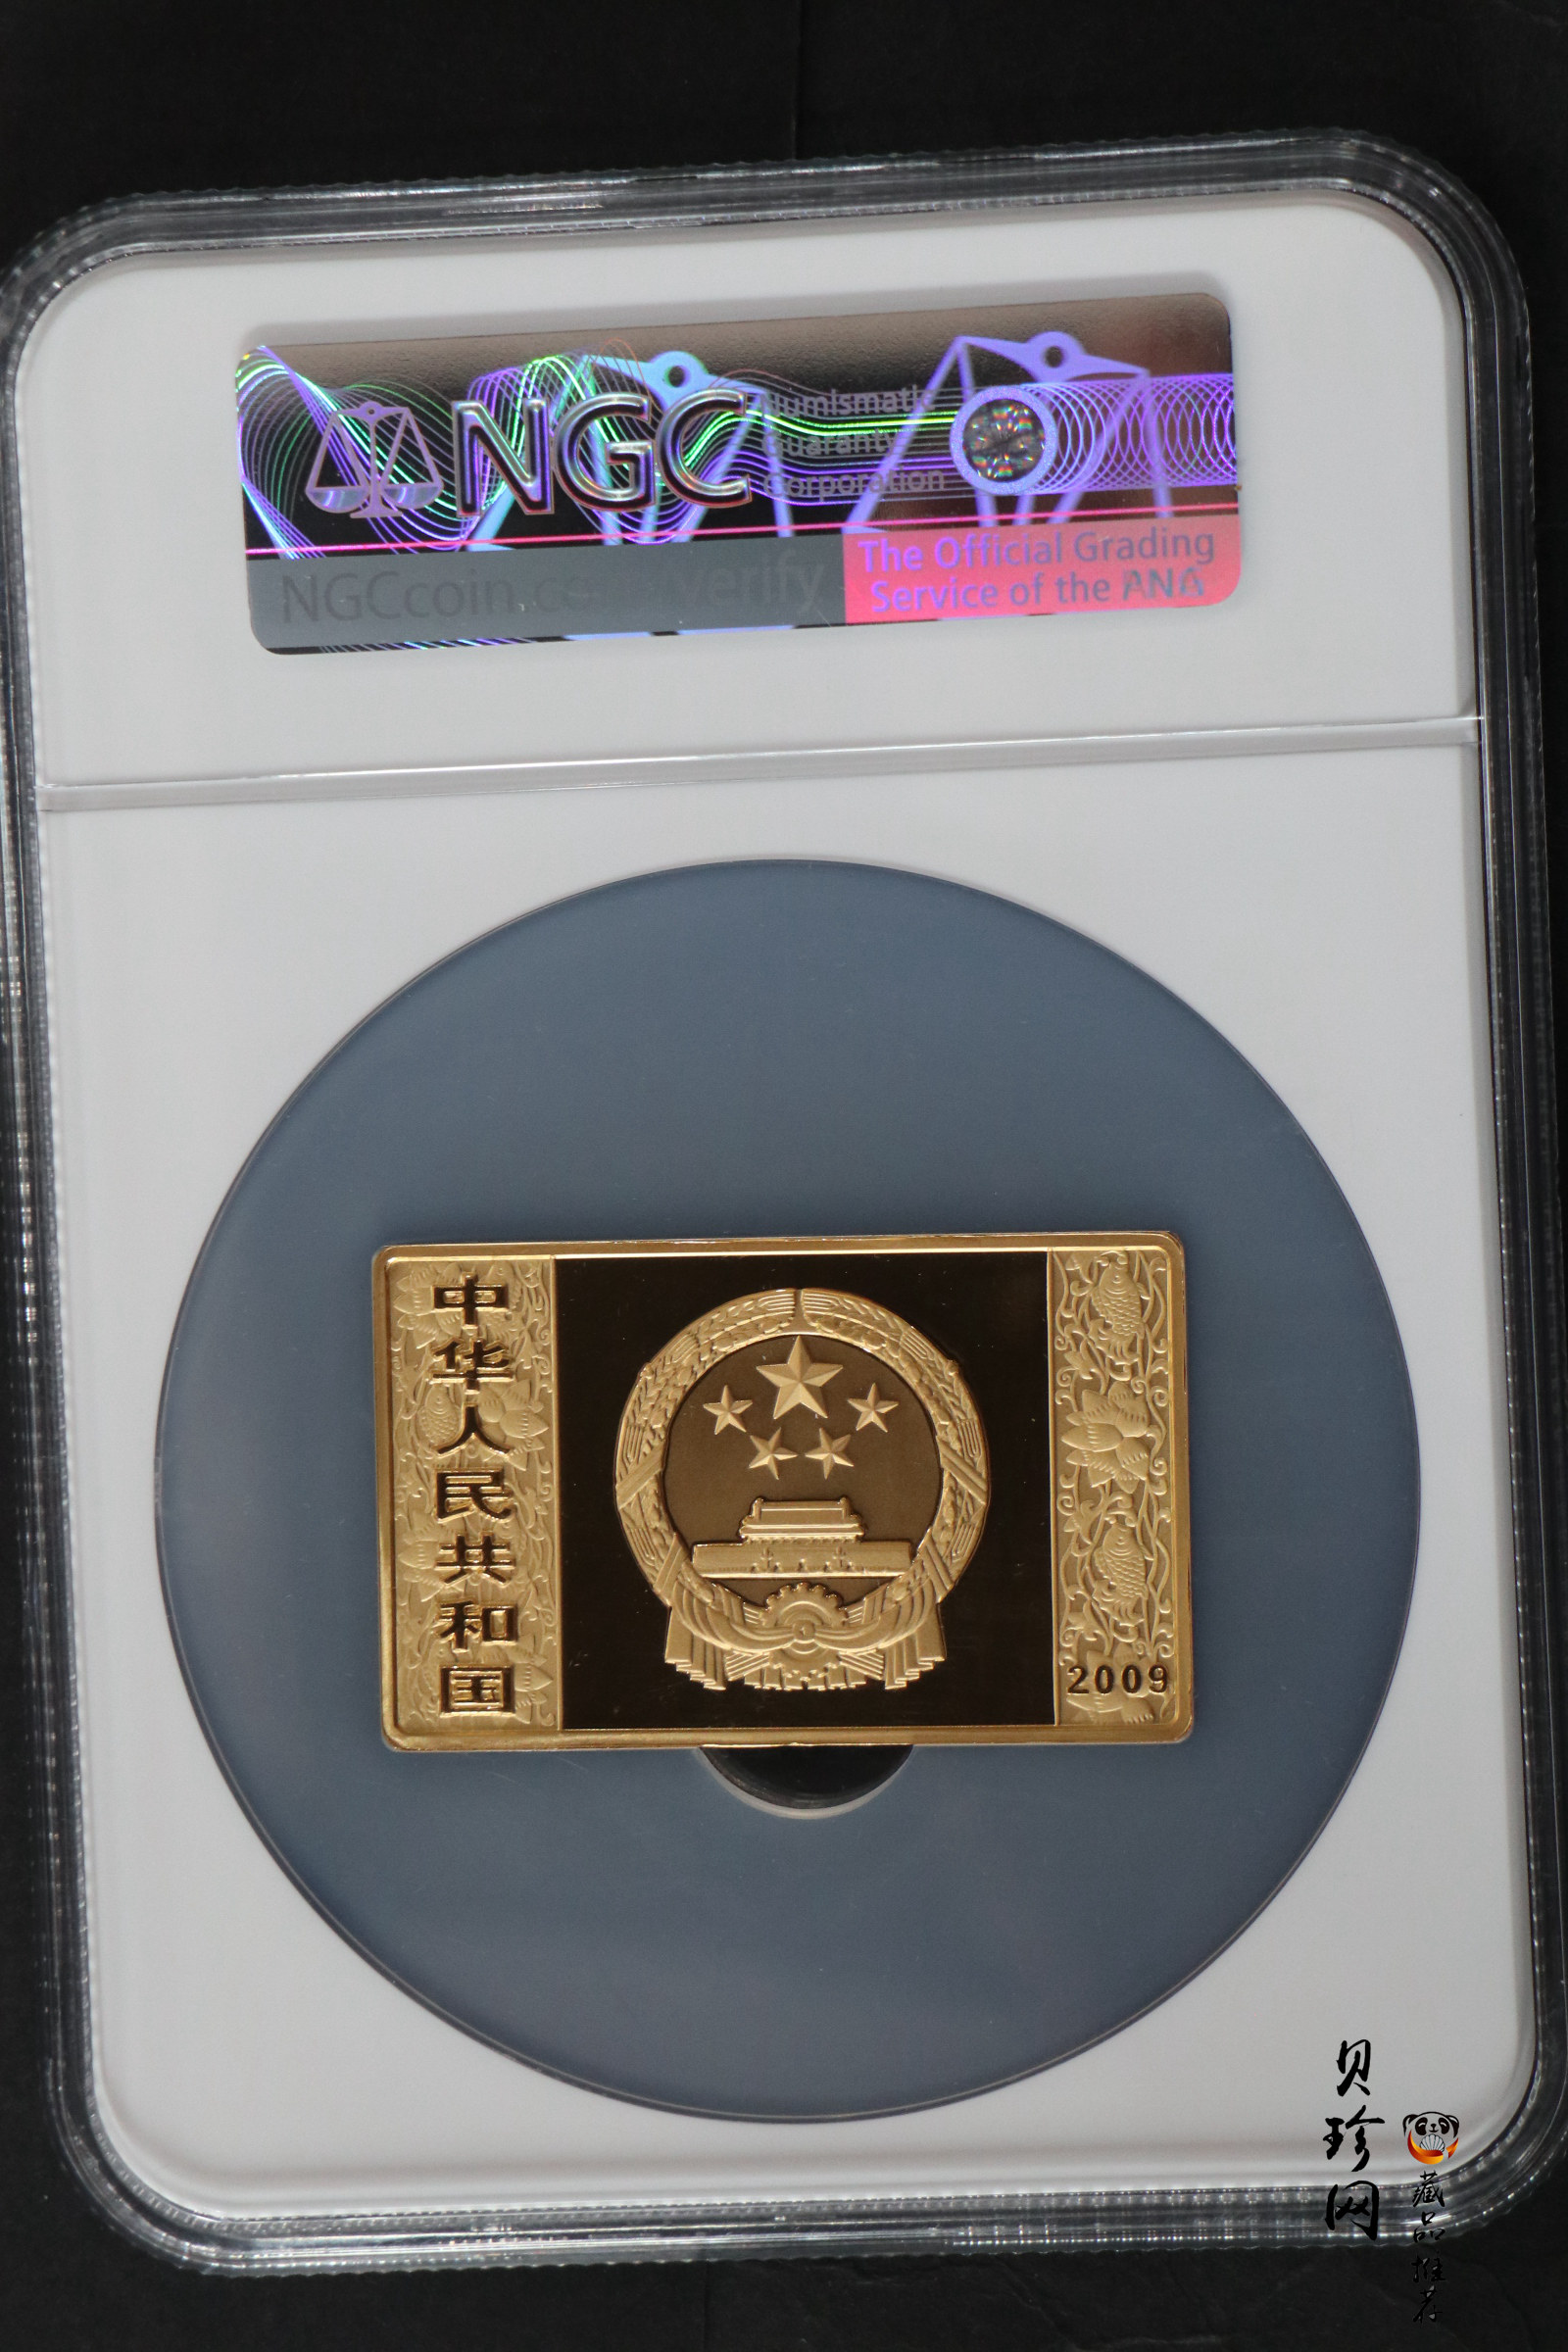 NGC
Numismatic
Guaranty
Corporation
NGCcoin.co verify
The Official Grading
Service of the ANA
中华人民共和国
2009
贝珍网
藏品推荐